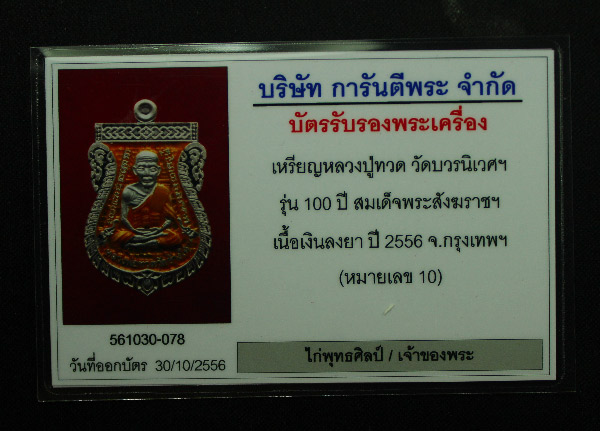 บริษัท การันตีพระ จำกัด
บัตรรับรองพระเครื่อง
เหรียญหลวงปู่ทวด วัดบวรนิเวศฯ
รุ่น 100 ปี สมเด็จพระสังฆราชฯ
เนื้อเงินลงยา ปี 2556 จ.กรุงเทพฯ
(หมายเลข 10)
561030-078
วันที่ออกบัตร 30/10/2556
ไก่พุทธศิลป์ / เจ้าของพระ